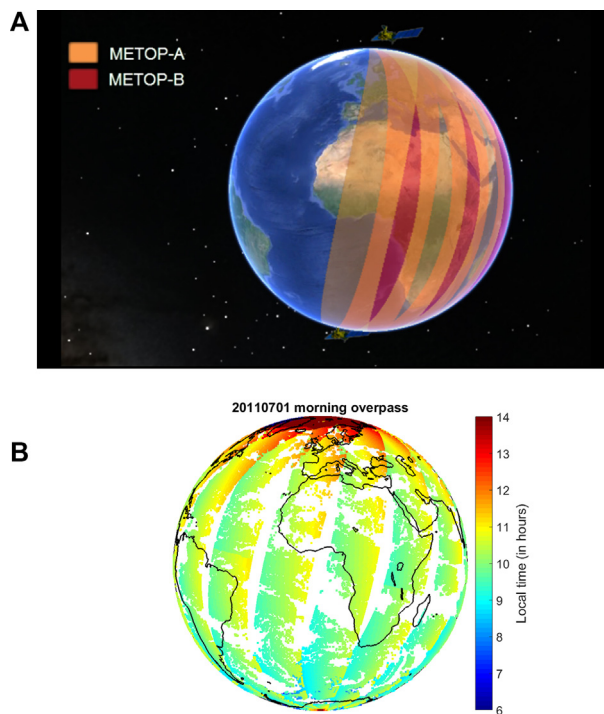 A
METOP-A
METOP-B
B
20110701 morning overpass
14
13
12
11
10
9
8
7
6
Local time (in hours)